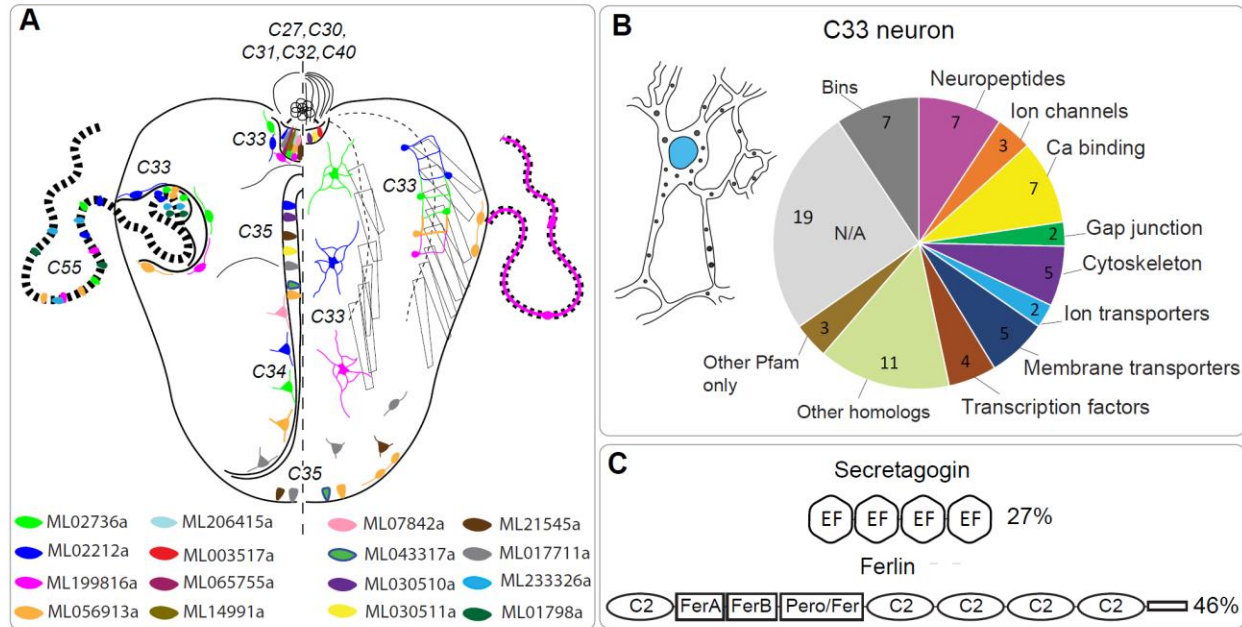 A
C27,C30,
C31,C32,C40
C33
C33
C33
C35
C55
C33
C34
C35
ML02736a
ML206415a
ML07842a
ML21545a
ML02212a
ML003517a
ML043317a
ML017711a
ML199816a
ML065755a
ML030510a
ML233326a
ML056913a
ML14991a
ML030511a
ML01798a
B
C33 neuron
Bins
Neuropeptides
7
7
Ion channels
3
Ca binding
7
19
N/A
Gap junction
2
Cytoskeleton
5
Ion transporters
2
Membrane transporters
5
Transcription factors
4
Other homologs
11
Other Pfam
only
3
C
Secretagogin
EF EF EF EF 27%
Ferlin
C2 FerA FerB Pero/Fer C2 C2 C2 C2 46%